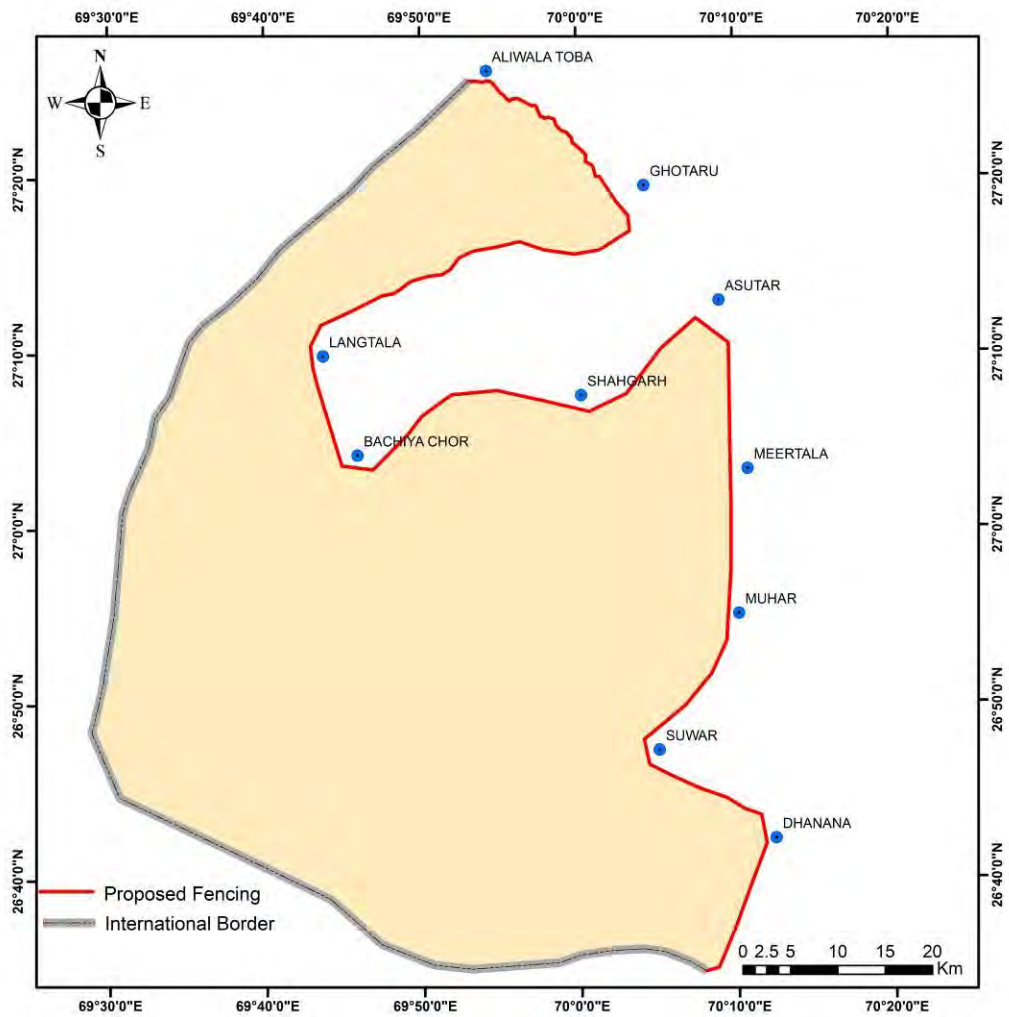 69°30'0"E 69°40'0"E 69°50'0"E 70°0'0"E 70°10'0"E 70°20'0"E
N
W E
S
ALIWALA TOBA
27°20'0"N 27°20'0"N
GHOTARU
ASUTAR
LANGTALA
27°10'0"N 27°10'0"N
SHAHGARH
BACHIYA CHOR
MEERTALA
27°0'0"N 27°0'0"N
MUHAR
26°50'0"N 26°50'0"N
SUWAR
DHANANA
26°40'0"N 26°40'0"N
Proposed Fencing
International Border
0 2.5 5 10 15 20
Km
69°30'0"E 69°40'0"E 69°50'0"E 70°0'0"E 70°10'0"E 70°20'0"E